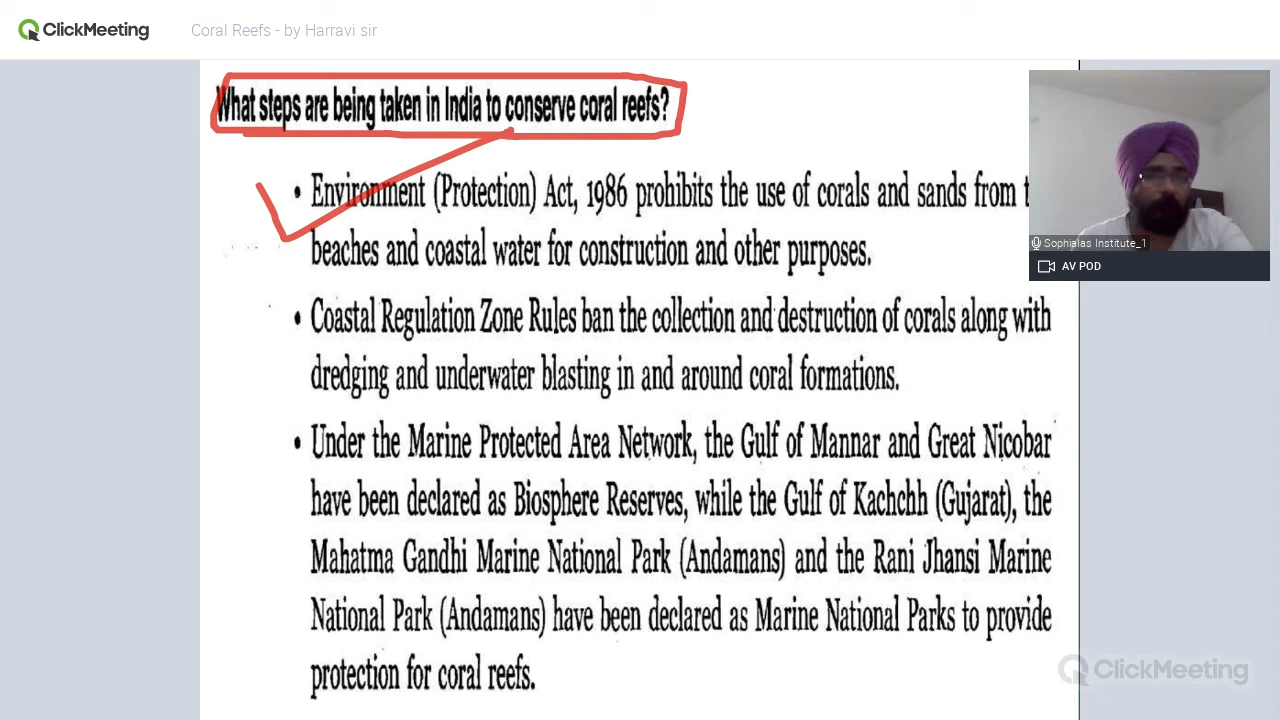 ClickMeeting
Coral Reefs - by Harravi sir
What steps are being taken in India to conserve coral reefs?
• Environment (Protection) Act, 1986 prohibits the use of corals and sands from
beaches and coastal water for construction and other purposes.
• Coastal Regulation Zone Rules ban the collection and destruction of corals along with
dredging and underwater blasting in and around coral formations.
• Under the Marine Protected Area Network, the Gulf of Mannar and Great Nicobar
have been declared as Biosphere Reserves, while the Gulf of Kachchh (Gujarat), the
Mahatma Gandhi Marine National Park (Andamans) and the Rani Jhansi Marine
National Park (Andamans) have been declared as Marine National Parks to provide
protection for coral reefs.
Sophialas Institute_1
AV POD
ClickMeeting